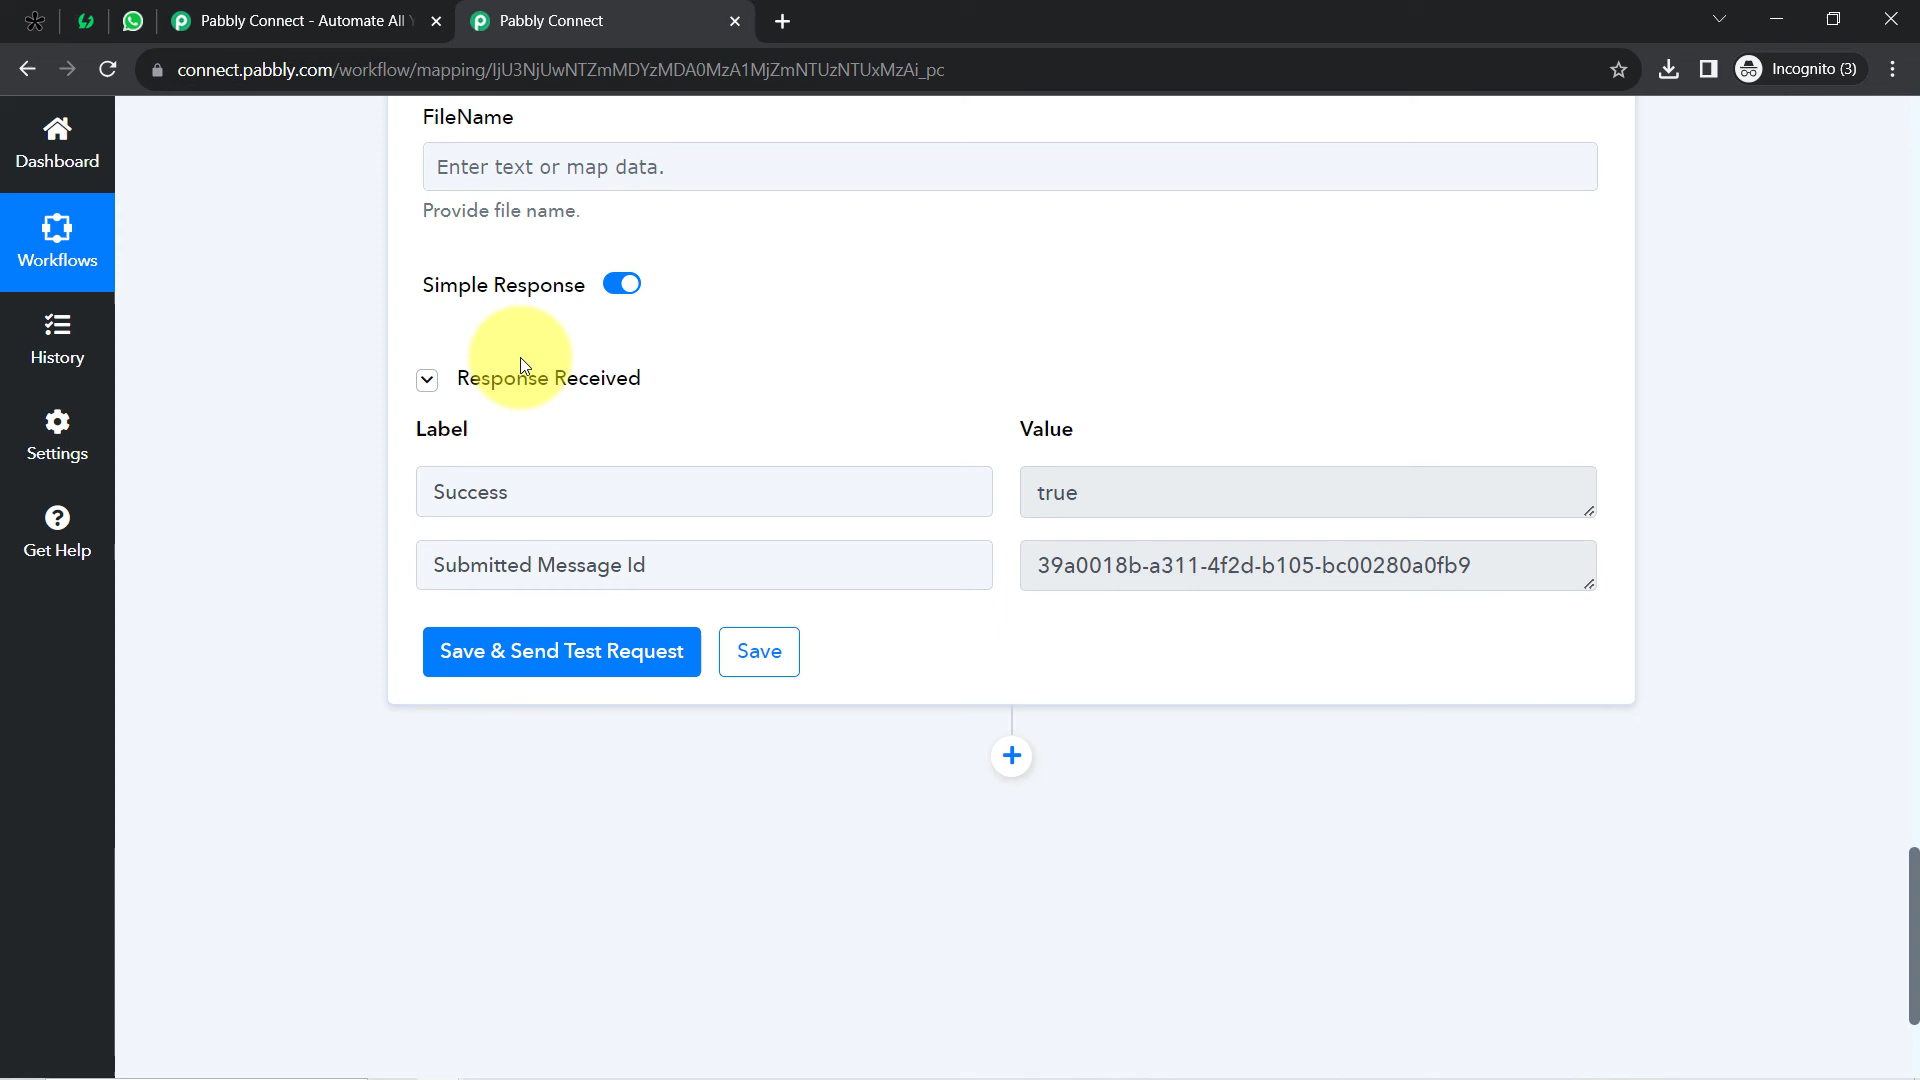 Pabbly Connect - Automate All
Pabbly Connect
connect.pabbly.com/workflow/mapping/IjU3NjUwNTZmMDYzMDA0MzA1MjZmNTUzNTUxMzAi_pc
Incognito (3)
Dashboard
Workflows
History
Settings
Get Help
FileName
Enter text or map data.
Provide file name.
Simple Response
Response Received
Label Value
Success true
Submitted Message Id 39a0018b-a311-4f2d-b105-bc00280a0fb9
Save & Send Test Request Save